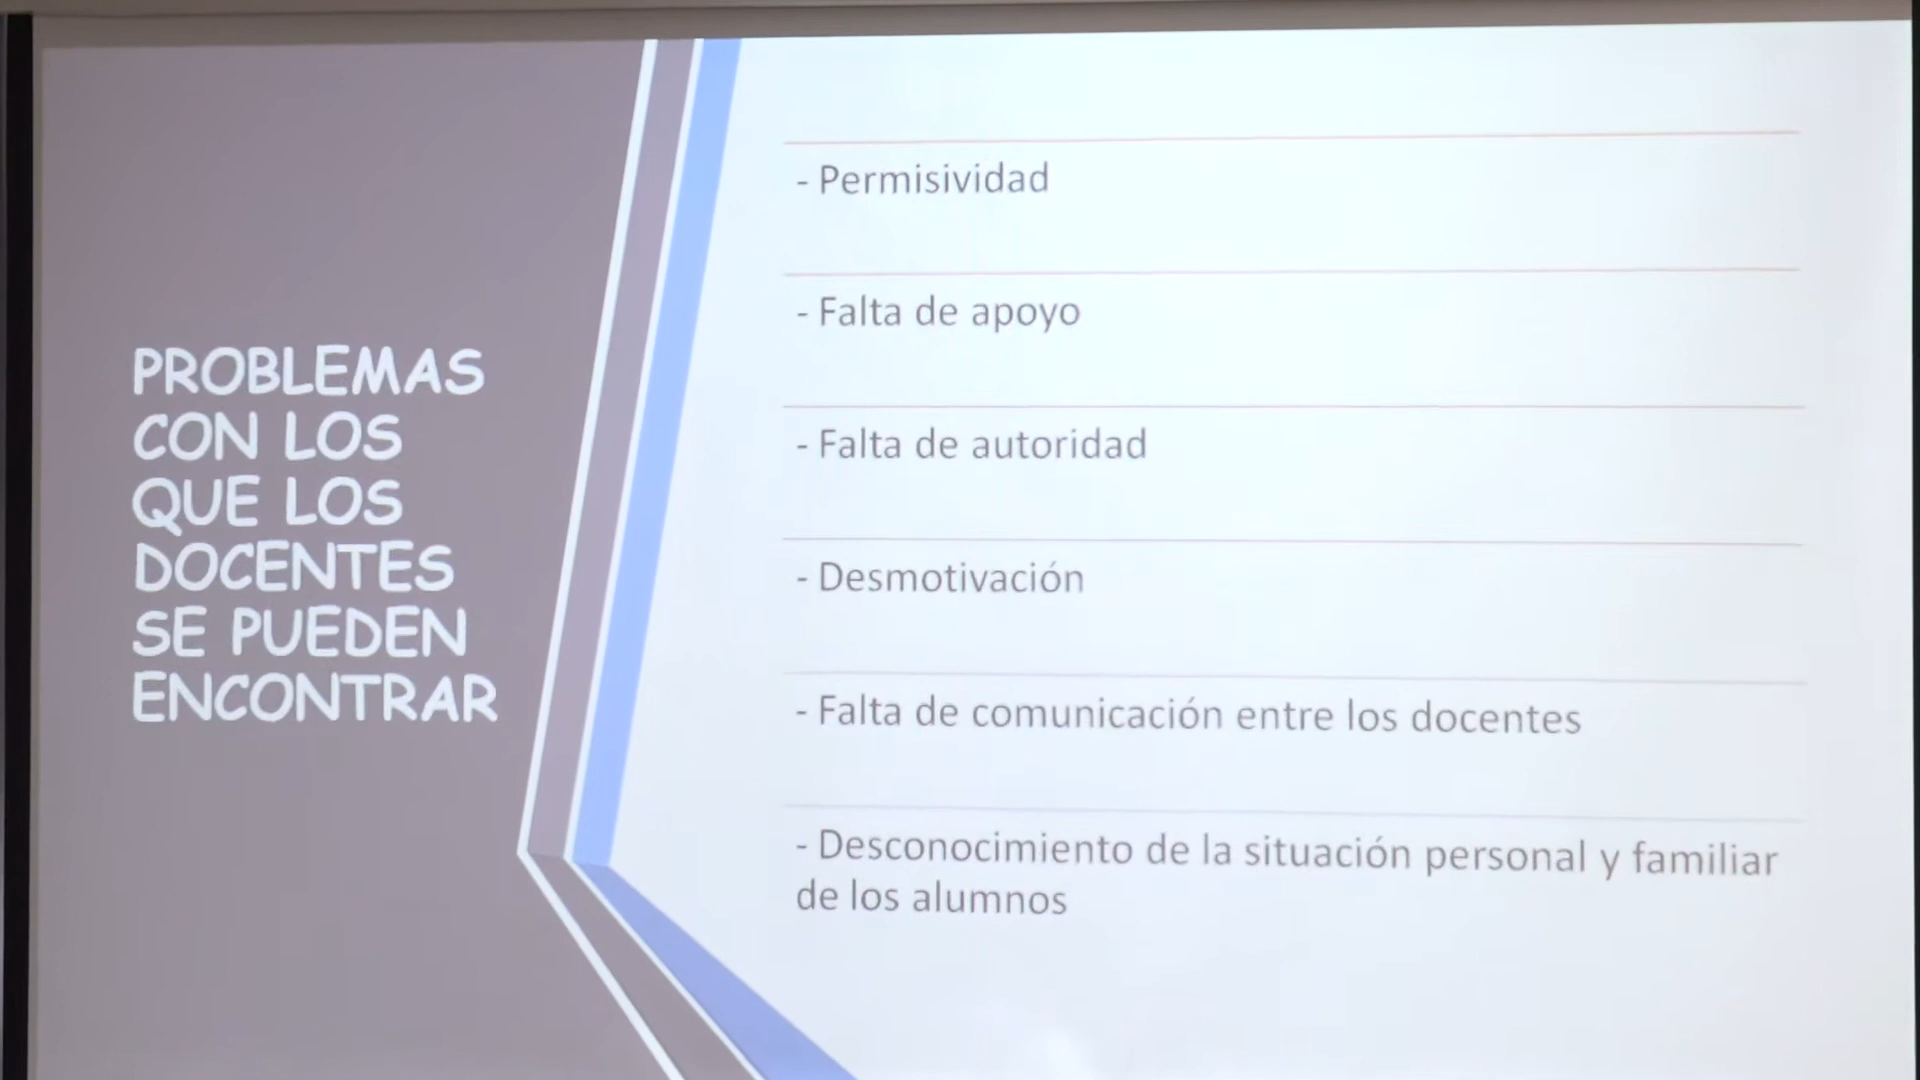 PROBLEMAS
CON LOS
QUE LOS
DOCENTES
SE PUEDEN
ENCONTRAR
- Permisividad
- Falta de apoyo
- Falta de autoridad
- Desmotivación
- Falta de comunicación entre los docentes
- Desconocimiento de la situación personal y familiar
de los alumnos